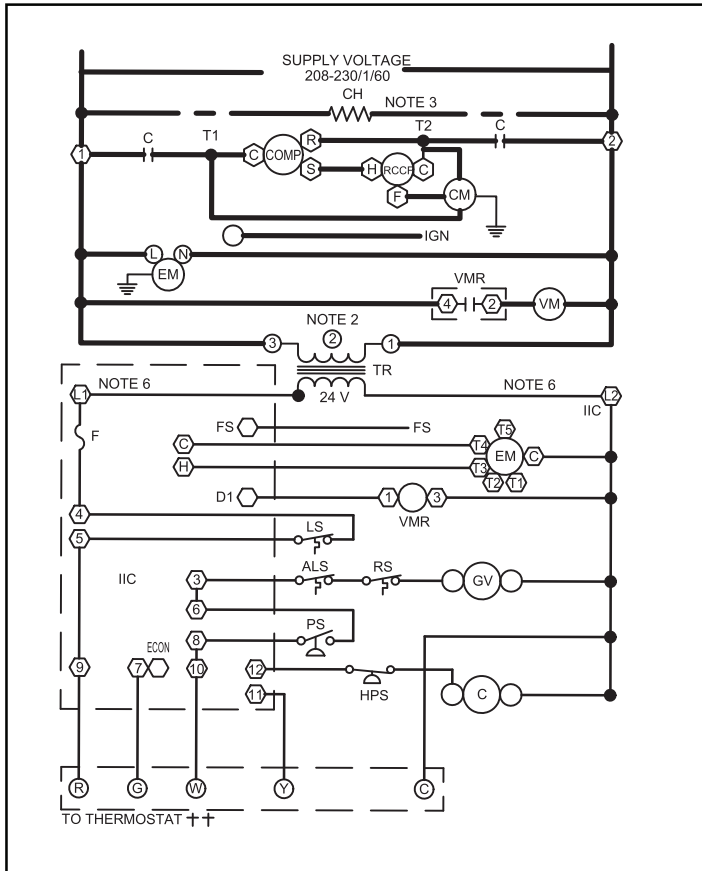 SUPPLY VOLTAGE
208-230/1/60
CH
NOTE 3
C T1 T2 C
1 C COMP R S H RCCF C F CM 2
IGN
L N
EM
VMR
4 2 VM
NOTE 2
3 2 1
TR
24 V
NOTE 6 NOTE 6
L1 L2
IIC
F
FS FS
C T4 T5 EM C
H T3
T2 T1
D1 1 3
VMR
4
5
LS
IIC
3 ALS RS GV
6
8 PS
ECON
9 7 10 12
HPS
C
11
R G W Y C
TO THERMOSTAT ††